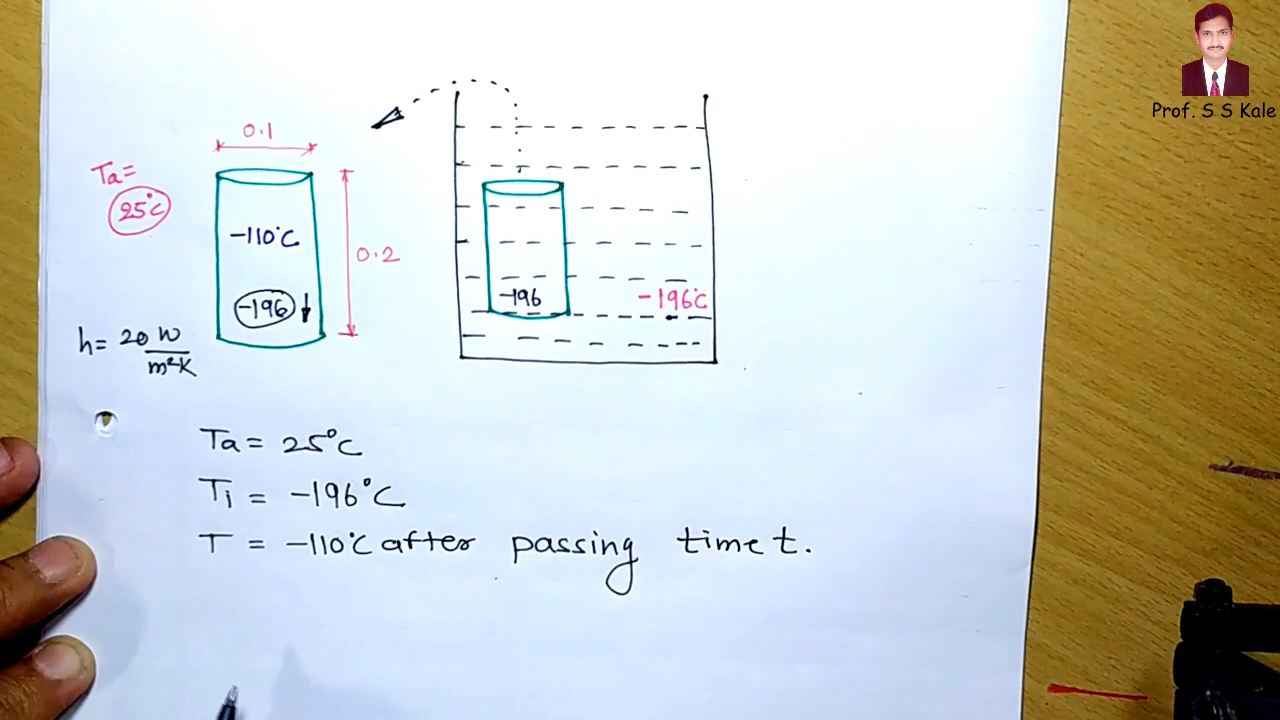 Prof. S S Kale
0.1
Ta =
25°C
-110°C
0.2
-196
-196
-196°C
h = 20 W
m²K
Ta = 25°C
Ti = -196°C
T = -110°C after passing time t.